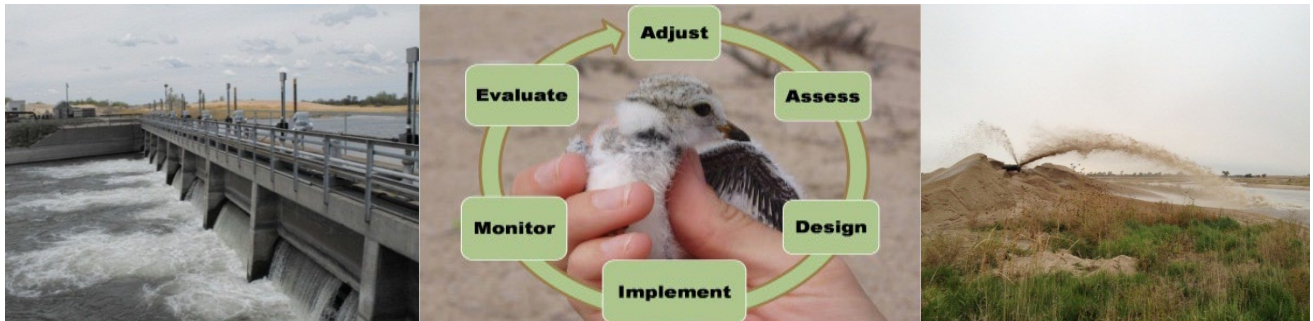 Adjust
Assess
Design
Implement
Monitor
Evaluate